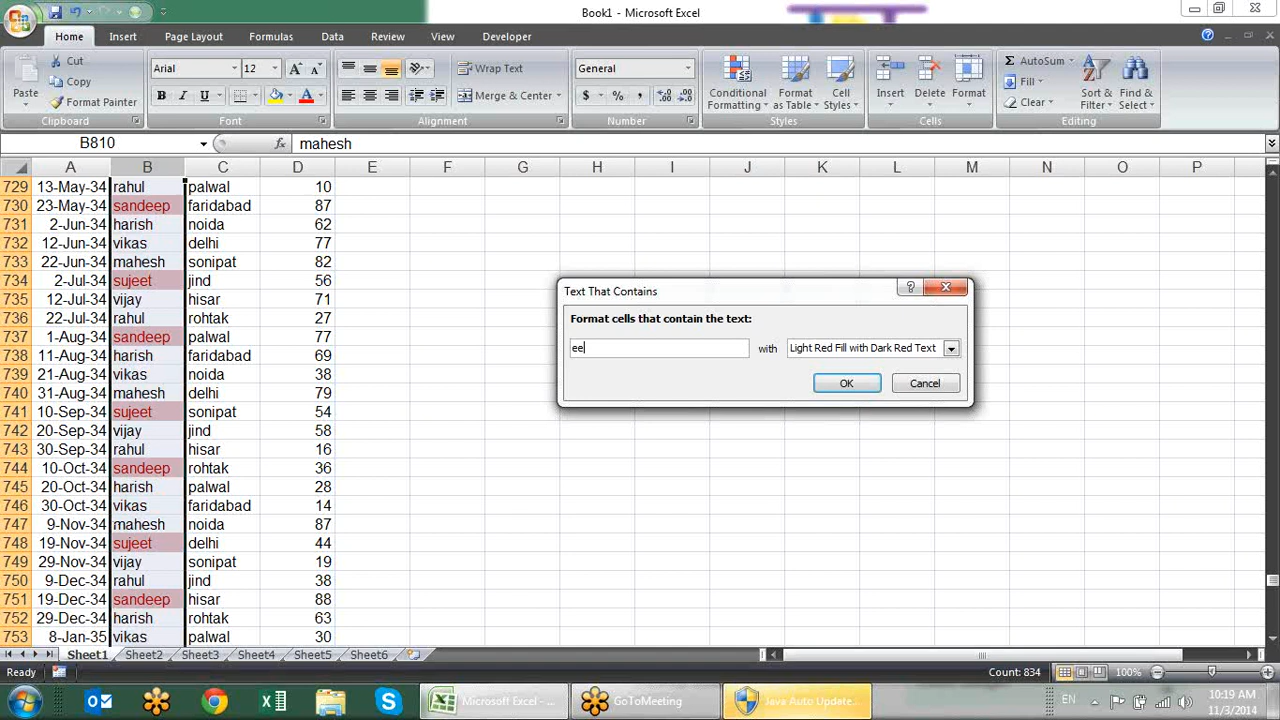 Book1 - Microsoft Excel
Home Insert Page Layout Formulas Data Review View Developer
Paste Cut Copy Format Painter Clipboard
Arial 12 B I U A Font
Wrap Text Merge & Center Alignment
General $ % , Number
Conditional Formatting Format as Table Cell Styles Styles
Insert Delete Format Cells
AutoSum Fill Clear Sort & Filter Find & Select Editing
B810 fx mahesh
A B C D E F G H I J K L M N O P
729 13-May-34 rahul palwal 10
730 23-May-34 sandeep faridabad 87
731 2-Jun-34 harish noida 62
732 12-Jun-34 vikas delhi 77
733 22-Jun-34 mahesh sonipat 82
734 2-Jul-34 sujeet jind 56
735 12-Jul-34 vijay hisar 71
736 22-Jul-34 rahul rohtak 27
737 1-Aug-34 sandeep palwal 77
738 11-Aug-34 harish faridabad 69
739 21-Aug-34 vikas noida 38
740 31-Aug-34 mahesh delhi 79
741 10-Sep-34 sujeet sonipat 54
742 20-Sep-34 vijay jind 58
743 30-Sep-34 rahul hisar 16
744 10-Oct-34 sandeep rohtak 36
745 20-Oct-34 harish palwal 28
746 30-Oct-34 vikas faridabad 14
747 9-Nov-34 mahesh noida 87
748 19-Nov-34 sujeet delhi 44
749 29-Nov-34 vijay sonipat 19
750 9-Dec-34 rahul jind 38
751 19-Dec-34 sandeep hisar 88
752 29-Dec-34 harish rohtak 63
753 8-Jan-35 vikas palwal 30
Text That Contains
Format cells that contain the text:
ee with Light Red Fill with Dark Red Text
OK Cancel
Sheet1 Sheet2 Sheet3 Sheet4 Sheet5 Sheet6
Ready Count: 834 100%
Microsoft Excel - ... GoToMeeting Java Auto Update... EN 10:19 AM
11/3/2014